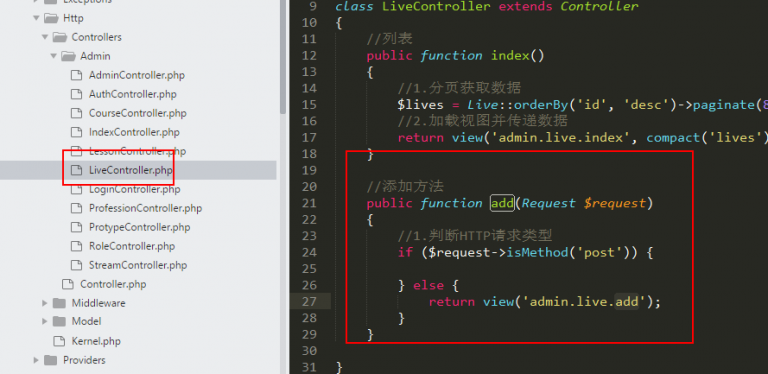 Exceptions
Http
Controllers
Admin
AdminController.php
AuthController.php
CourseController.php
IndexController.php
LessonController.php
LiveController.php
LoginController.php
ProfessionController.php
ProtypeController.php
RoleController.php
StreamController.php
Controller.php
Middleware
Model
Kernel.php
Providers
9 class LiveController extends Controller
10 {
11 //列表
12 public function index()
13 {
14 //1.分页获取数据
15 $lives = Live::orderBy('id', 'desc')->paginate(8
16 //2.加载视图并传递数据
17 return view('admin.live.index', compact('lives')
18 }
19
20 //添加方法
21 public function add(Request $request)
22 {
23 //1.判断HTTP请求类型
24 if ($request->isMethod('post')) {
25
26 } else {
27 return view('admin.live.add');
28 }
29 }
30
31 }